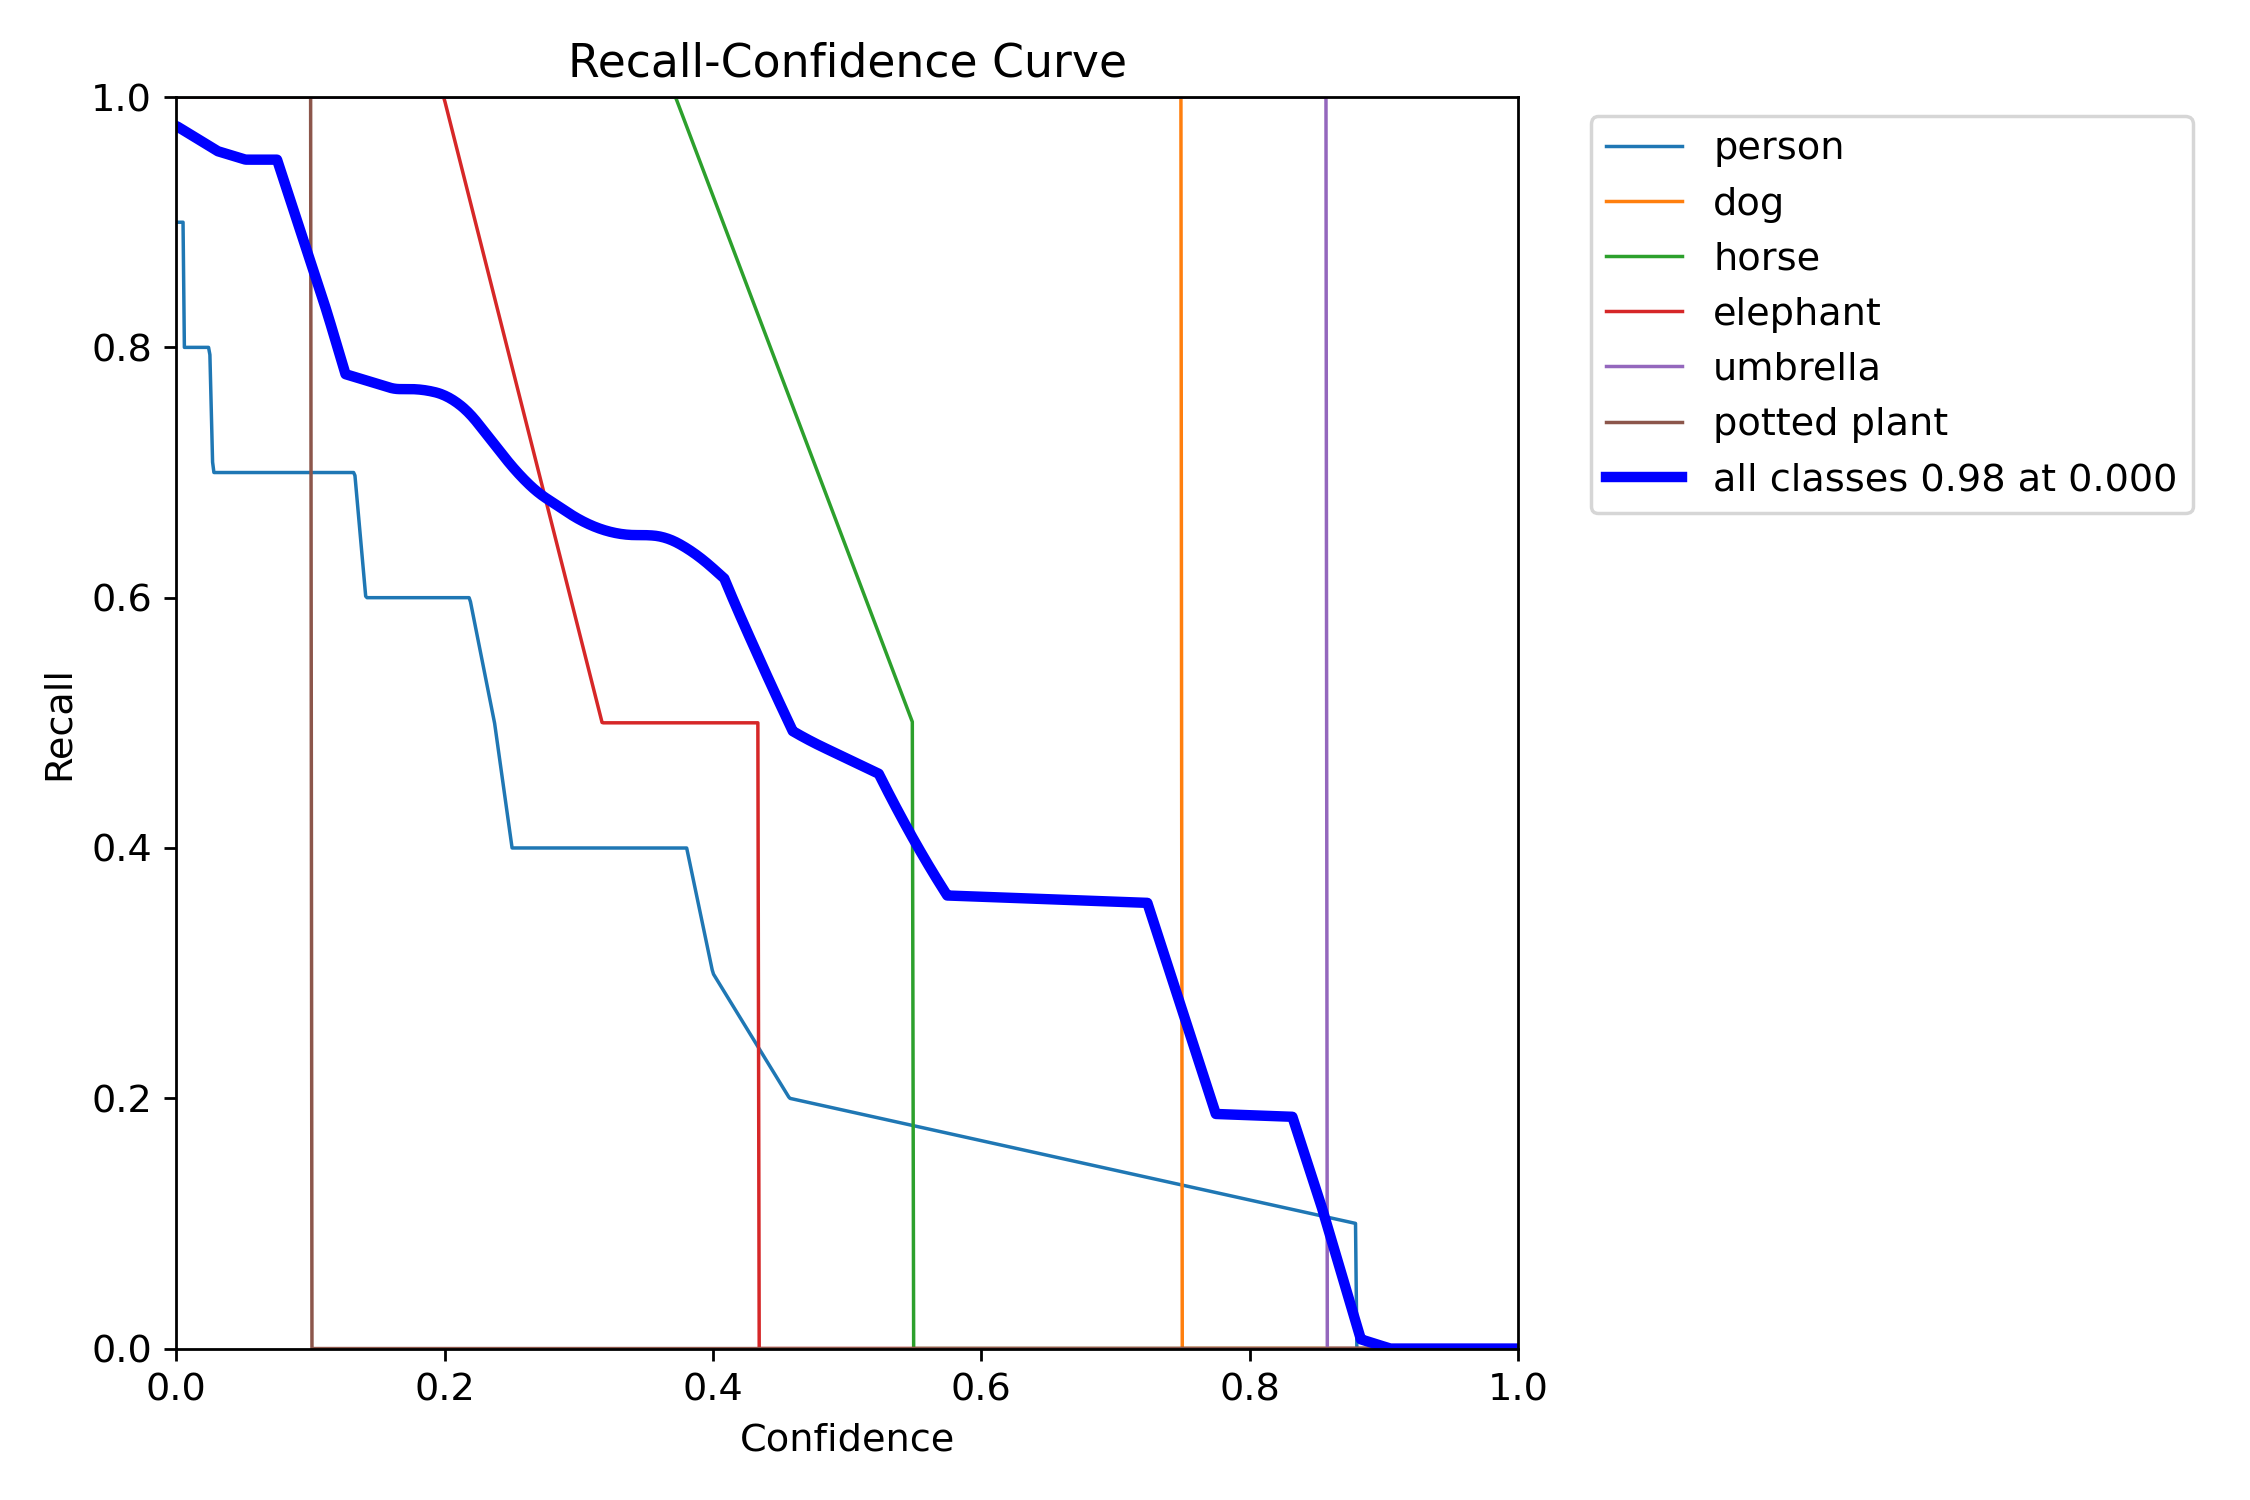 Recall-Confidence Curve
1.0
0.8
0.6
0.4
0.2
0.0
Recall
0.0 0.2 0.4 0.6 0.8 1.0
Confidence
person
dog
horse
elephant
umbrella
potted plant
all classes 0.98 at 0.000